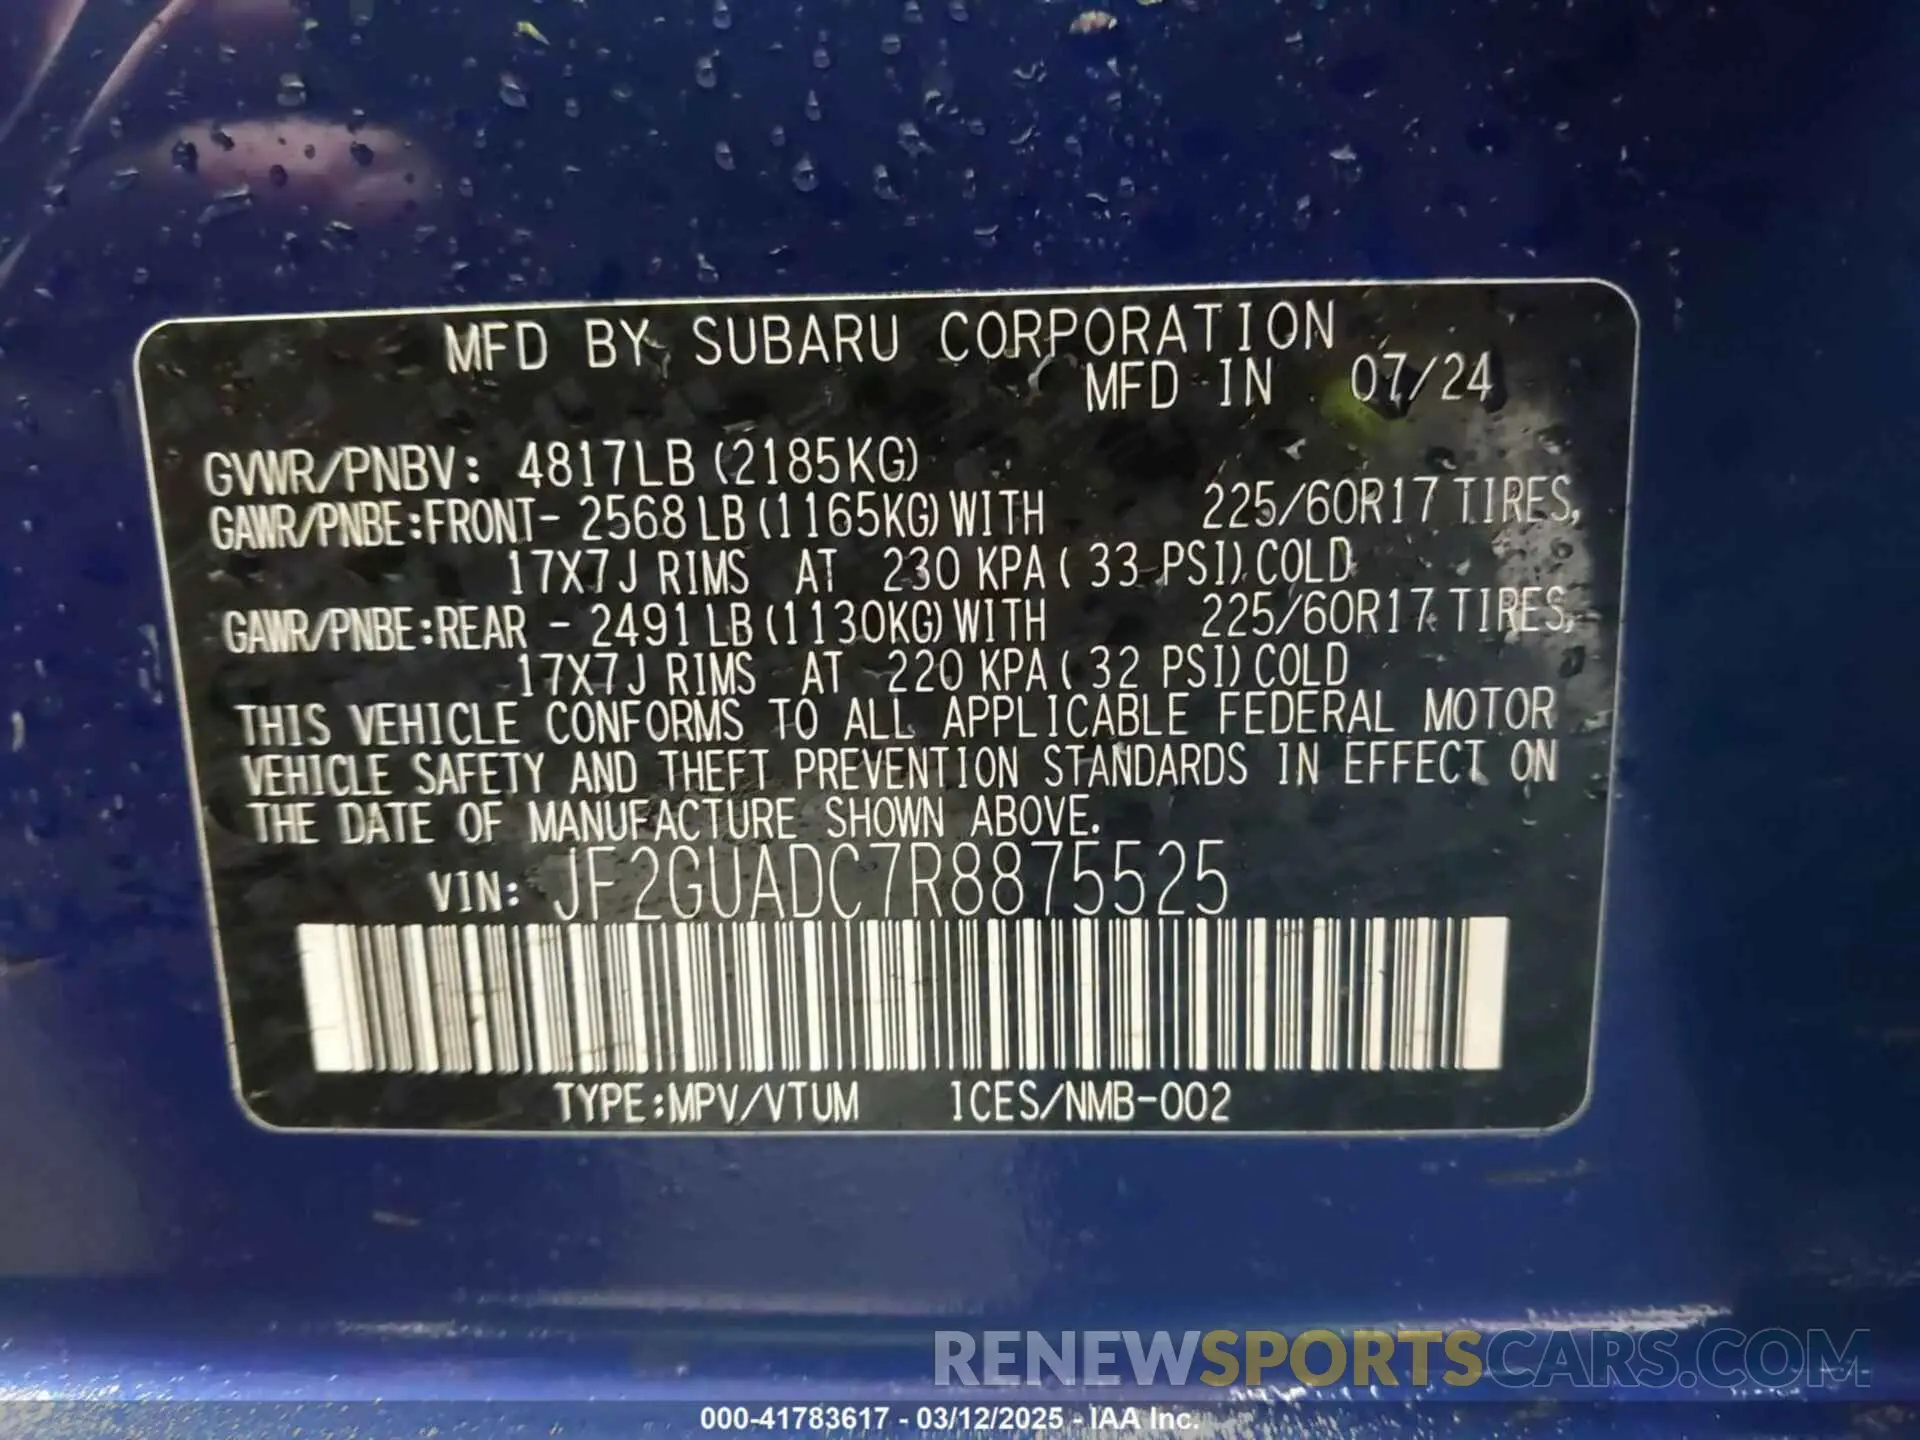 MFD BY SUBARU CORPORATION
MFD IN 07/24
GVWR/PNBV: 4817LB (2185KG)
GAWR/PNBE:FRONT- 2568 LB (1165KG) WITH 225/60R17 TIRES,
17X7J RIMS AT 230 KPA ( 33 PSI) COLD
GAWR/PNBE:REAR - 2491 LB (1130KG) WITH 225/60R17 TIRES,
17X7J RIMS AT 220 KPA ( 32 PSI) COLD
THIS VEHICLE CONFORMS TO ALL APPLICABLE FEDERAL MOTOR
VEHICLE SAFETY AND THEFT PREVENTION STANDARDS IN EFFECT ON
THE DATE OF MANUFACTURE SHOWN ABOVE.
VIN: JF2GUADC7R8875525
TYPE:MPV/VTUM ICES/NMB-002
RENEWSPORTSCARS.COM
000-41783617 - 03/12/2025 - IAA Inc.